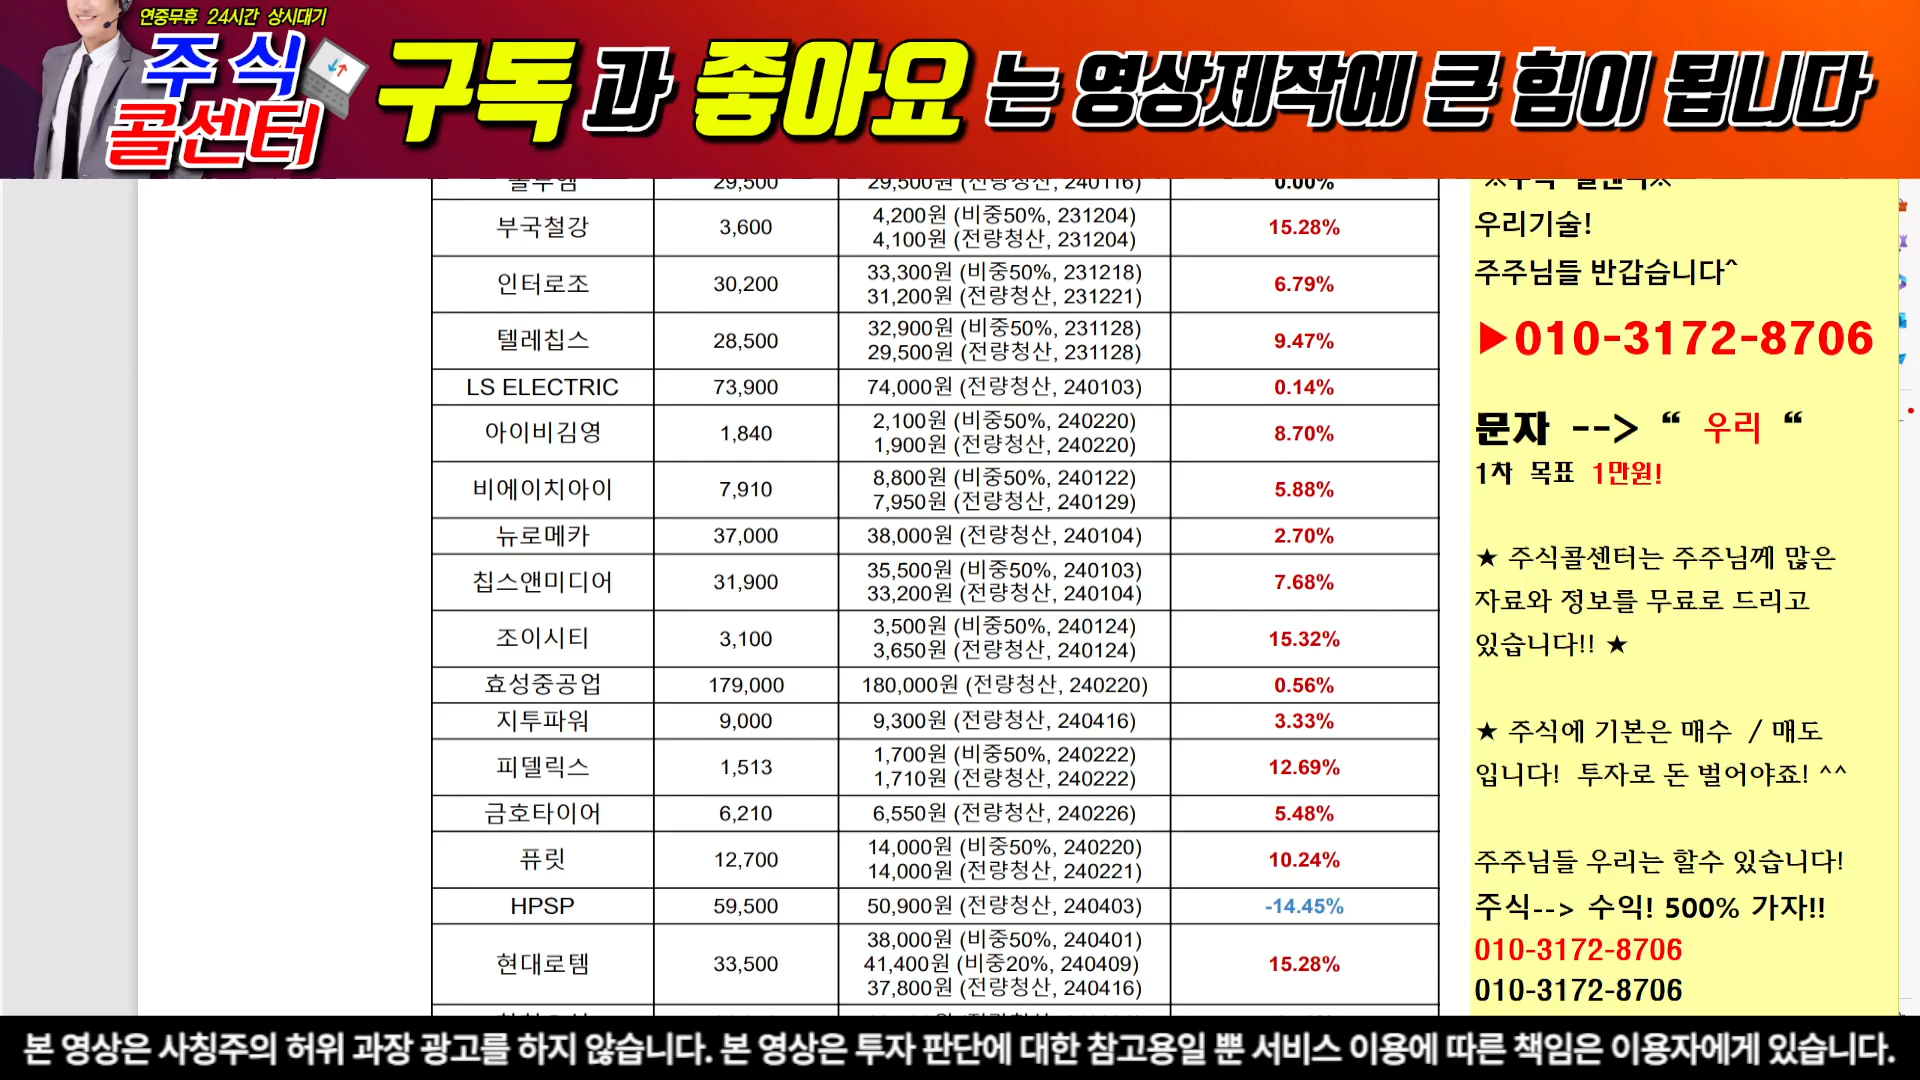 연중무휴 24시간 상시대기
주식
콜센터
구독과 좋아요는 영상제작에 큰 힘이 됩니다
29,500 29,500원 (전량청산, 240116) 0.00%
부국철강 3,600 4,200원 (비중50%, 231204) 15.28%
4,100원 (전량청산, 231204)
인터로조 30,200 33,300원 (비중50%, 231218) 6.79%
31,200원 (전량청산, 231221)
텔레칩스 28,500 32,900원 (비중50%, 231128) 9.47%
29,500원 (전량청산, 231128)
LS ELECTRIC 73,900 74,000원 (전량청산, 240103) 0.14%
아이비김영 1,840 2,100원 (비중50%, 240220) 8.70%
1,900원 (전량청산, 240220)
비에이치아이 7,910 8,800원 (비중50%, 240122) 5.88%
7,950원 (전량청산, 240129)
뉴로메카 37,000 38,000원 (전량청산, 240104) 2.70%
칩스앤미디어 31,900 35,500원 (비중50%, 240103) 7.68%
33,200원 (전량청산, 240104)
조이시티 3,100 3,500원 (비중50%, 240124) 15.32%
3,650원 (전량청산, 240124)
효성중공업 179,000 180,000원 (전량청산, 240220) 0.56%
지투파워 9,000 9,300원 (전량청산, 240416) 3.33%
피델릭스 1,513 1,700원 (비중50%, 240222) 12.69%
1,710원 (전량청산, 240222)
금호타이어 6,210 6,550원 (전량청산, 240226) 5.48%
퓨릿 12,700 14,000원 (비중50%, 240220) 10.24%
14,000원 (전량청산, 240221)
HPSP 59,500 50,900원 (전량청산, 240403) -14.45%
현대로템 33,500 38,000원 (비중50%, 240401) 15.28%
41,400원 (비중20%, 240409)
37,800원 (전량청산, 240416)
우리기술!
주주님들 반갑습니다^
▶010-3172-8706
문자 --> “ 우리 “
1차 목표 1만원!
★ 주식콜센터는 주주님께 많은
자료와 정보를 무료로 드리고
있습니다!! ★
★ 주식에 기본은 매수 / 매도
입니다! 투자로 돈 벌어야죠! ^^
주주님들 우리는 할수 있습니다!
주식--> 수익! 500% 가자!!
010-3172-8706
010-3172-8706
본 영상은 사칭주의 허위 과장 광고를 하지 않습니다. 본 영상은 투자 판단에 대한 참고용일 뿐 서비스 이용에 따른 책임은 이용자에게 있습니다.